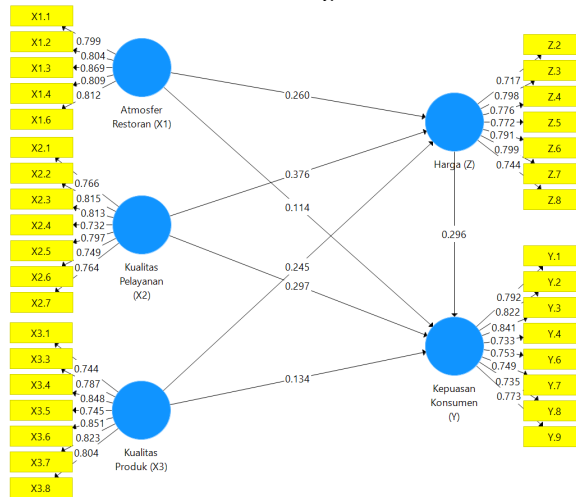 X1.1
X1.2
X1.3
X1.4
X1.6
0.799
0.804
0.869
0.809
0.812
Atmosfer
Restoran (X1)
X2.1
X2.2
X2.3
X2.4
X2.5
X2.6
X2.7
0.766
0.815
0.813
0.732
0.797
0.749
0.764
Kualitas
Pelayanan
(X2)
X3.1
X3.3
X3.4
X3.5
X3.6
X3.7
X3.8
0.744
0.787
0.848
0.745
0.851
0.823
0.804
Kualitas
Produk (X3)
0.260
0.376
0.114
0.245
0.297
0.134
0.296
Harga (Z)
0.717
0.798
0.776
0.772
0.791
0.799
0.744
Z.2
Z.3
Z.4
Z.5
Z.6
Z.7
Z.8
Kepuasan
Konsumen
(Y)
0.792
0.822
0.841
0.733
0.753
0.749
0.735
0.773
Y.1
Y.2
Y.3
Y.4
Y.6
Y.7
Y.8
Y.9